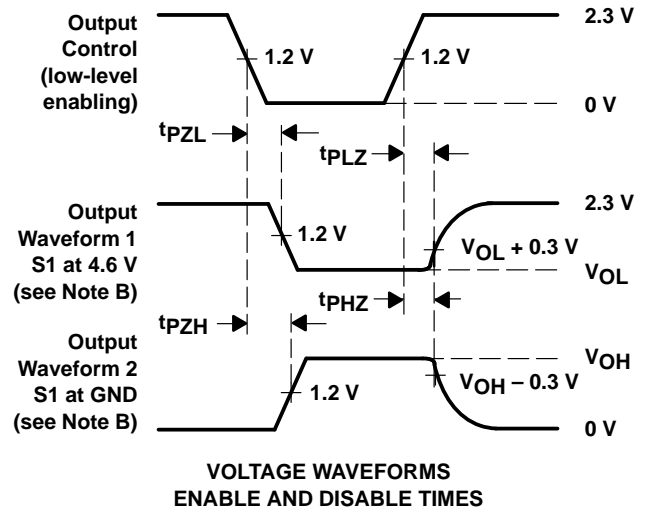 Output
Control
(low-level
enabling)
1.2 V
1.2 V
2.3 V
0 V
tPZL
tPLZ
Output
Waveform 1
S1 at 4.6 V
(see Note B)
1.2 V
2.3 V
VOL + 0.3 V
VOL
tPZH
tPHZ
Output
Waveform 2
S1 at GND
(see Note B)
1.2 V
VOH
VOH – 0.3 V
0 V
VOLTAGE WAVEFORMS
ENABLE AND DISABLE TIMES